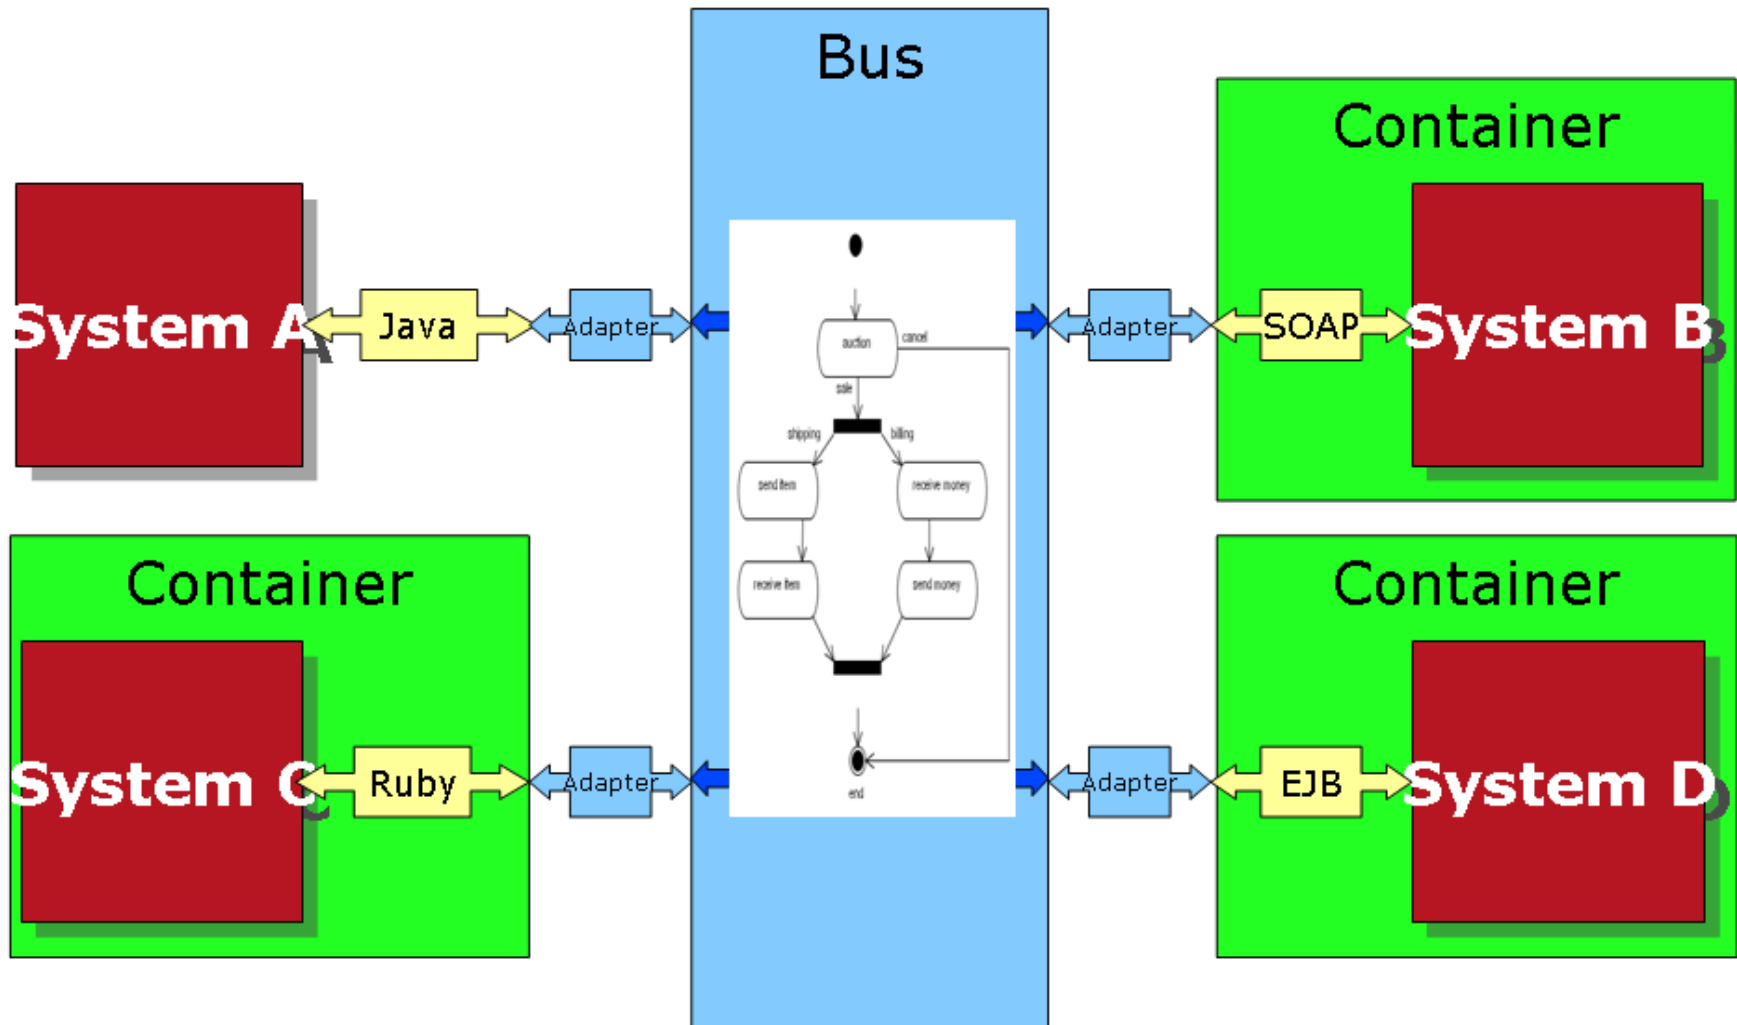 Bus
Container
System A
Java
Adapter
Adapter
SOAP
System B
auction
cancel
sale
shipping
billing
send item
receive money
receive item
send money
end
Container
System C
Ruby
Adapter
Adapter
EJB
Container
System D